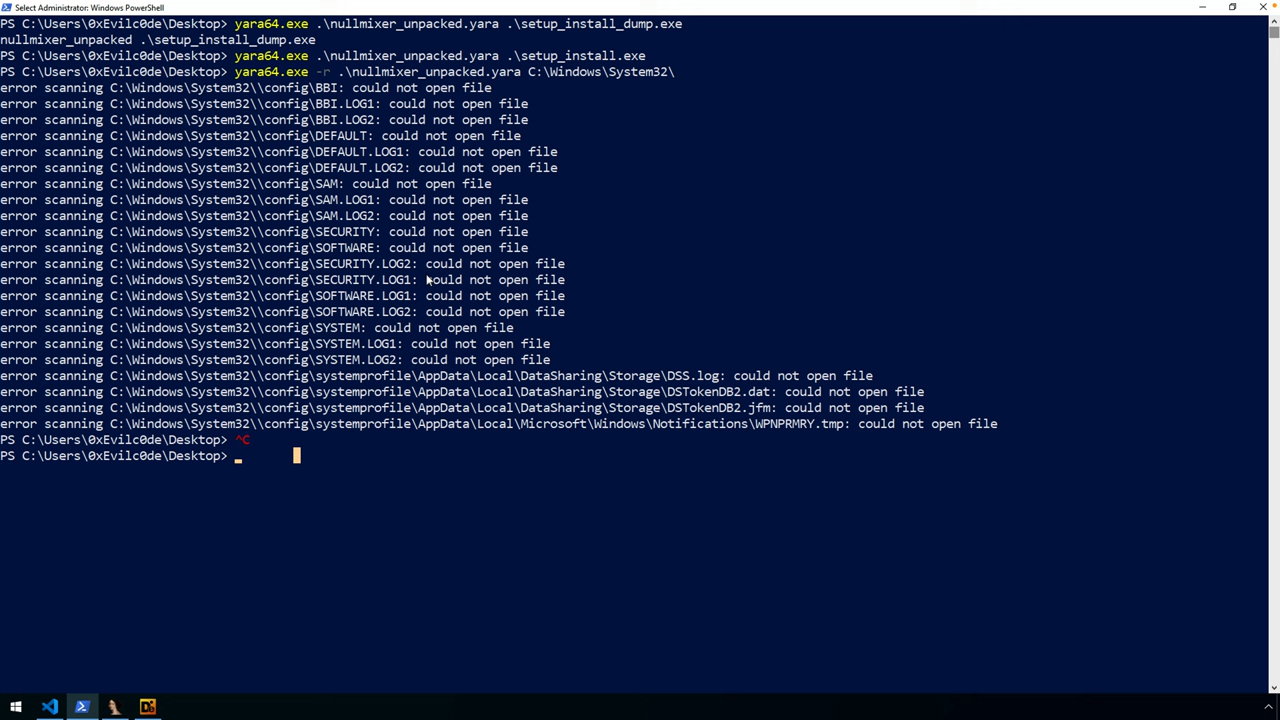 Select Administrator: Windows PowerShell
PS C:\Users\0xEvilc0de\Desktop> yara64.exe .\nullmixer_unpacked.yara .\setup_install_dump.exe
nullmixer_unpacked .\setup_install_dump.exe
PS C:\Users\0xEvilc0de\Desktop> yara64.exe .\nullmixer_unpacked.yara .\setup_install.exe
PS C:\Users\0xEvilc0de\Desktop> yara64.exe -r .\nullmixer_unpacked.yara C:\Windows\System32\
error scanning C:\Windows\System32\\config\BBI: could not open file
error scanning C:\Windows\System32\\config\BBI.LOG1: could not open file
error scanning C:\Windows\System32\\config\BBI.LOG2: could not open file
error scanning C:\Windows\System32\\config\DEFAULT: could not open file
error scanning C:\Windows\System32\\config\DEFAULT.LOG1: could not open file
error scanning C:\Windows\System32\\config\DEFAULT.LOG2: could not open file
error scanning C:\Windows\System32\\config\SAM: could not open file
error scanning C:\Windows\System32\\config\SAM.LOG1: could not open file
error scanning C:\Windows\System32\\config\SAM.LOG2: could not open file
error scanning C:\Windows\System32\\config\SECURITY: could not open file
error scanning C:\Windows\System32\\config\SOFTWARE: could not open file
error scanning C:\Windows\System32\\config\SECURITY.LOG2: could not open file
error scanning C:\Windows\System32\\config\SECURITY.LOG1: could not open file
error scanning C:\Windows\System32\\config\SOFTWARE.LOG1: could not open file
error scanning C:\Windows\System32\\config\SOFTWARE.LOG2: could not open file
error scanning C:\Windows\System32\\config\SYSTEM: could not open file
error scanning C:\Windows\System32\\config\SYSTEM.LOG1: could not open file
error scanning C:\Windows\System32\\config\SYSTEM.LOG2: could not open file
error scanning C:\Windows\System32\\config\systemprofile\AppData\Local\DataSharing\Storage\DSS.log: could not open file
error scanning C:\Windows\System32\\config\systemprofile\AppData\Local\DataSharing\Storage\DSTokenDB2.dat: could not open file
error scanning C:\Windows\System32\\config\systemprofile\AppData\Local\DataSharing\Storage\DSTokenDB2.jfm: could not open file
error scanning C:\Windows\System32\\config\systemprofile\AppData\Local\Microsoft\Windows\Notifications\WPNPRMRY.tmp: could not open file
PS C:\Users\0xEvilc0de\Desktop> ^C
PS C:\Users\0xEvilc0de\Desktop>